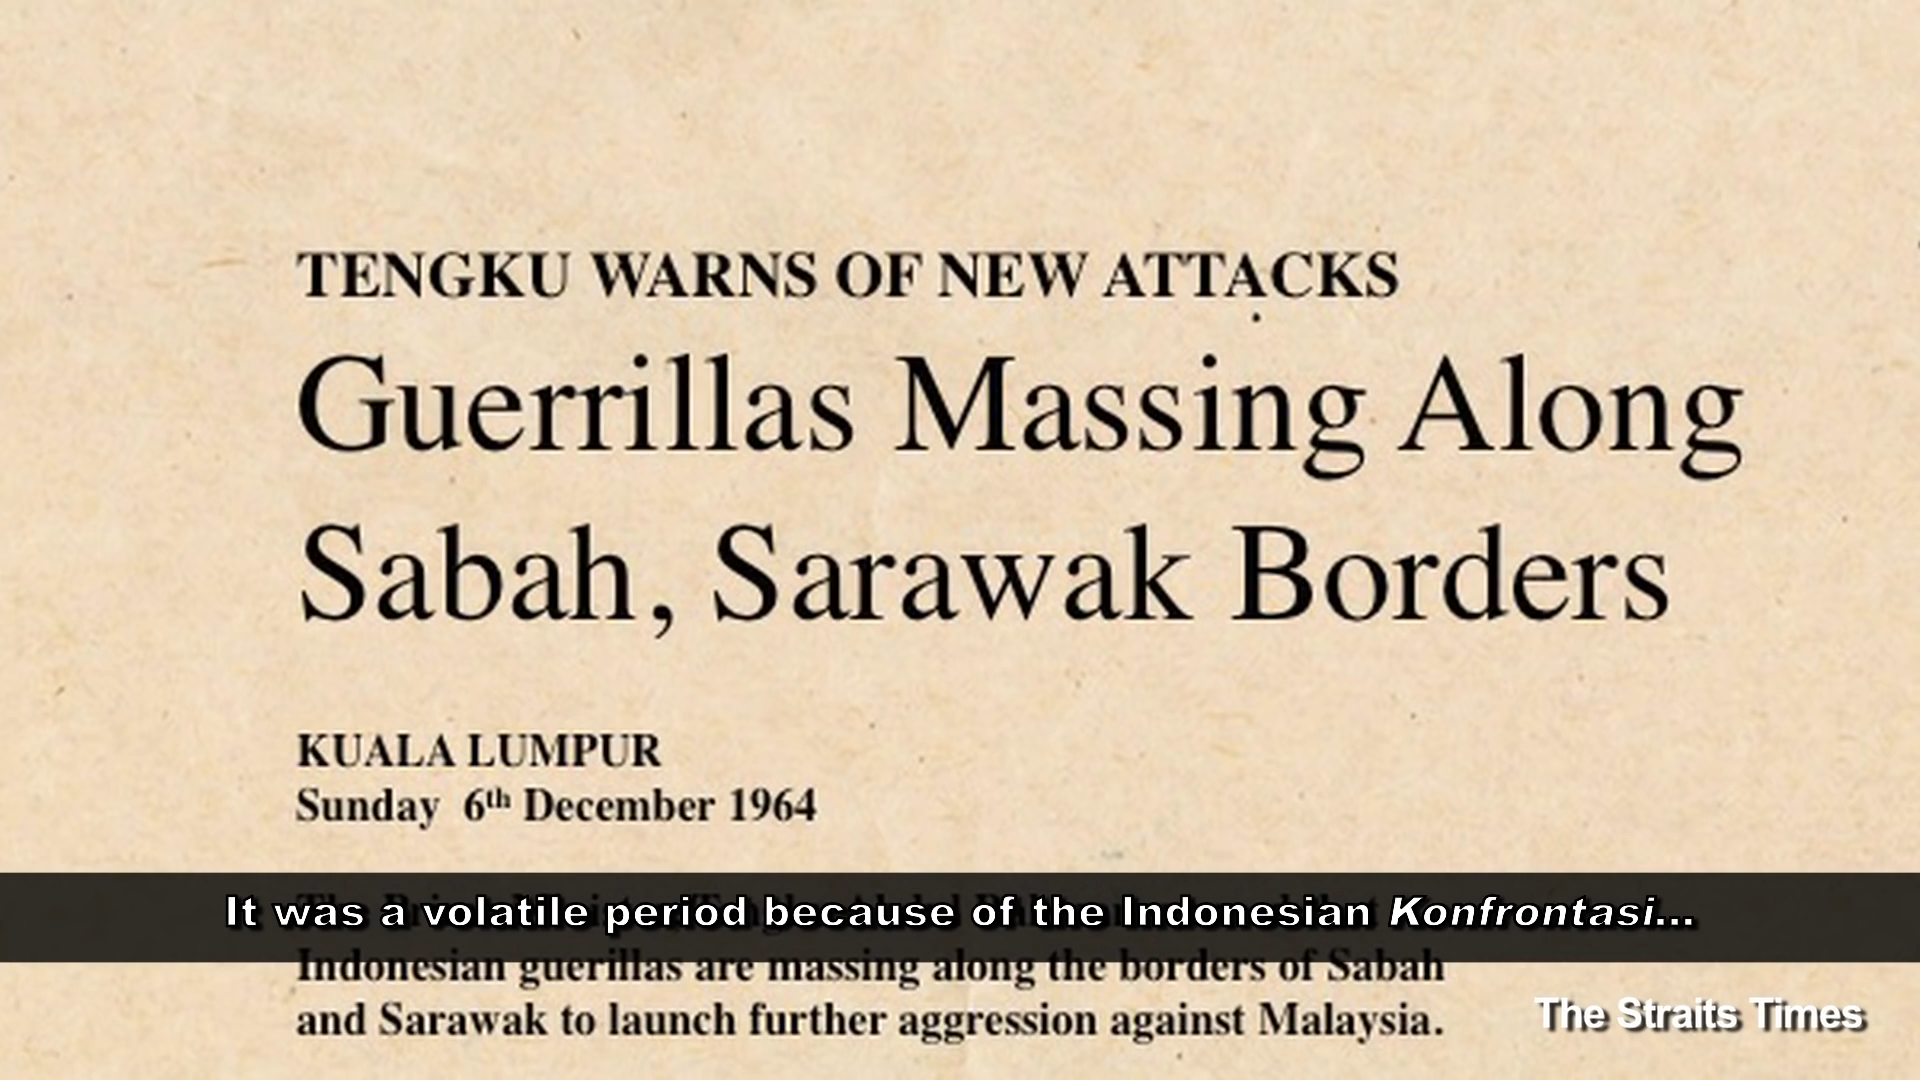 TENGKU WARNS OF NEW ATTACKS
Guerrillas Massing Along
Sabah, Sarawak Borders
KUALA LUMPUR
Sunday 6th December 1964
It was a volatile period because of the Indonesian Konfrontasi...
Indonesian guerillas are massing along the borders of Sabah
and Sarawak to launch further aggression against Malaysia.
The Straits Times